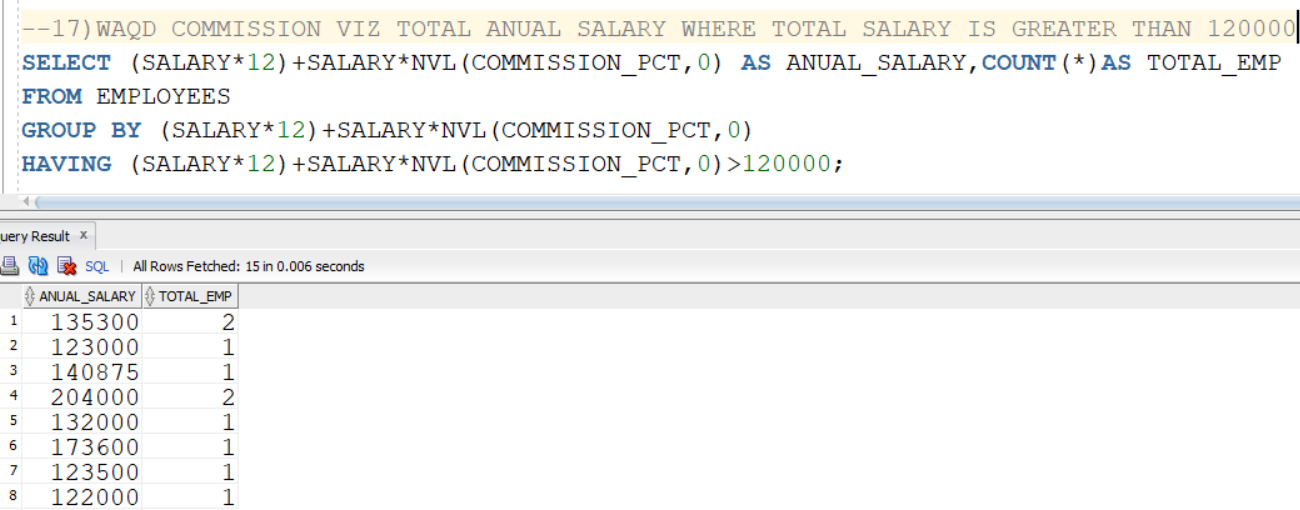 --17)WAQD COMMISSION VIZ TOTAL ANUAL SALARY WHERE TOTAL SALARY IS GREATER THAN 120000
SELECT (SALARY*12)+SALARY*NVL(COMMISSION_PCT,0) AS ANUAL_SALARY,COUNT(*)AS TOTAL_EMP
FROM EMPLOYEES
GROUP BY (SALARY*12)+SALARY*NVL(COMMISSION_PCT,0)
HAVING (SALARY*12)+SALARY*NVL(COMMISSION_PCT,0)>120000;
uery Result x
SQL | All Rows Fetched: 15 in 0.006 seconds
ANUAL_SALARY TOTAL_EMP
1 135300 2
2 123000 1
3 140875 1
4 204000 2
5 132000 1
6 173600 1
7 123500 1
8 122000 1